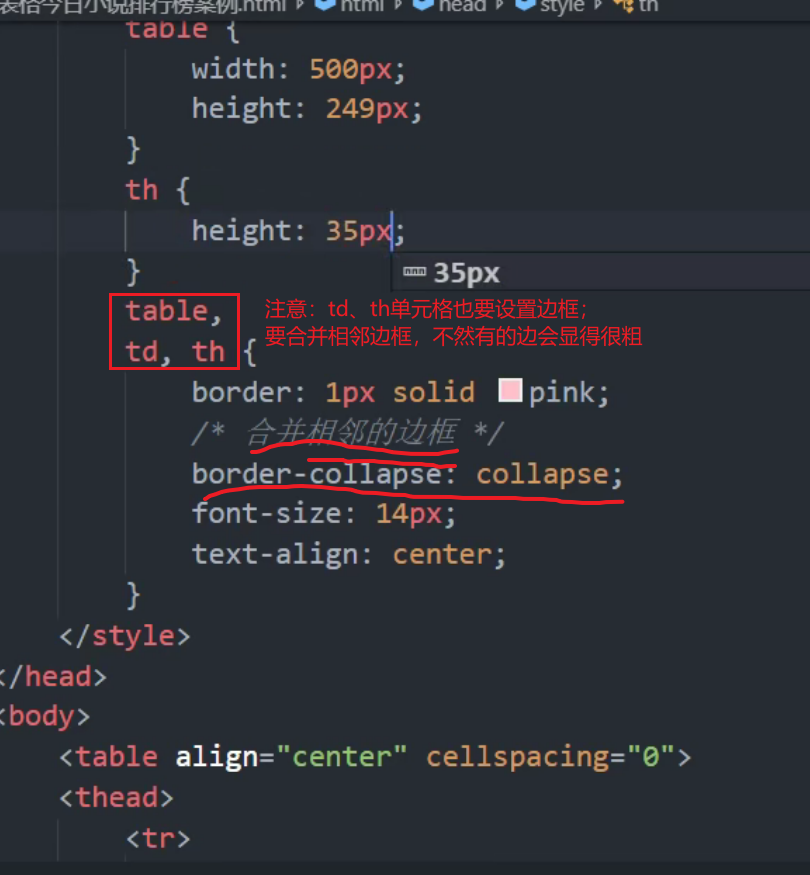 表格今日小说排行榜案例.html › html › head › style › th
table {
width: 500px;
height: 249px;
}
th {
height: 35px;
35px
}
table,
td, th {
注意：td、th单元格也要设置边框；
要合并相邻边框，不然有的边会显得很粗
border: 1px solid pink;
/* 合并相邻的边框 */
border-collapse: collapse;
font-size: 14px;
text-align: center;
}
</style>
</head>
<body>
<table align="center" cellspacing="0">
<thead>
<tr>